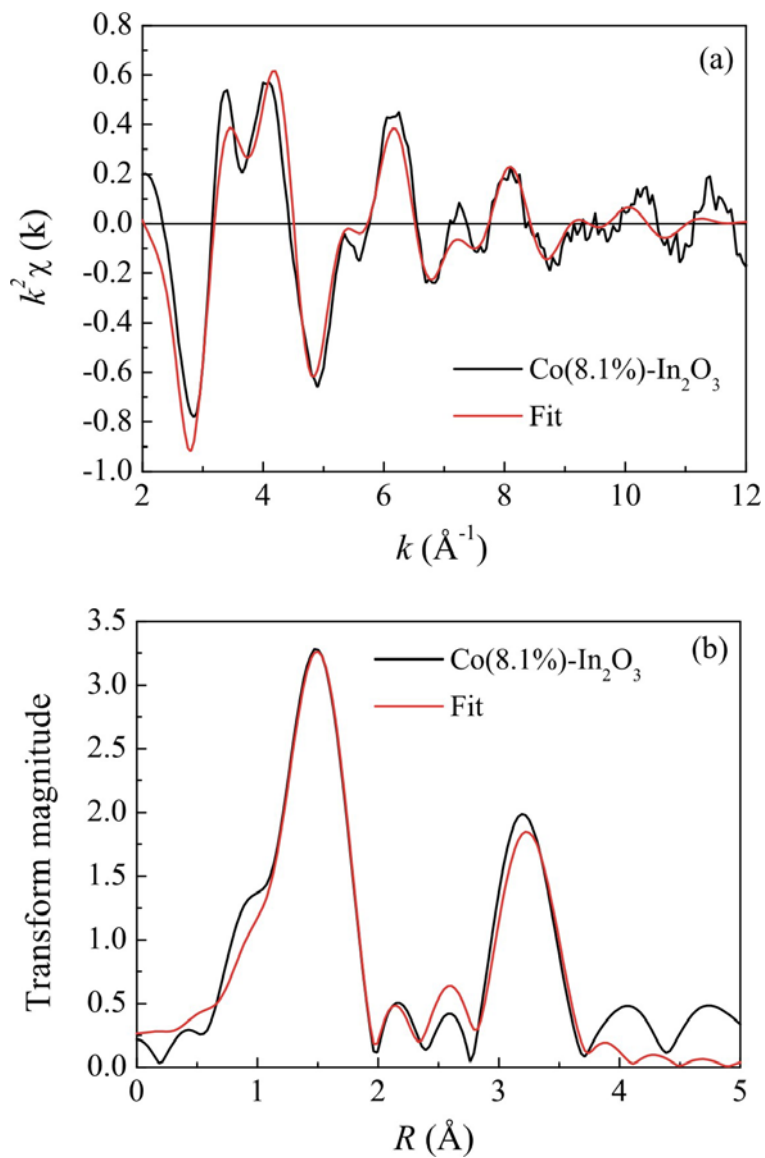 (a)
0.8
0.6
0.4
0.2
0.0
-0.2
-0.4
-0.6
-0.8
-1.0
k²χ (k)
Co(8.1%)-In₂O₃
Fit
2 4 6 8 10 12
k (Å⁻¹)
(b)
3.5
3.0
2.5
2.0
1.5
1.0
0.5
0.0
Transform magnitude
Co(8.1%)-In₂O₃
Fit
0 1 2 3 4 5
R (Å)